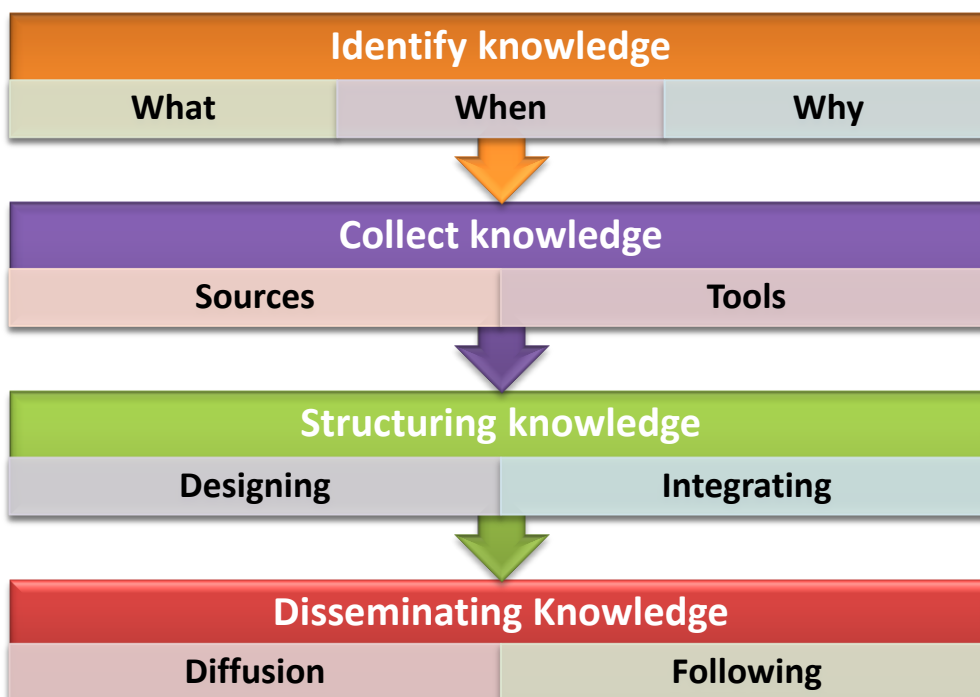 Identify knowledge
What When Why
Collect knowledge
Sources Tools
Structuring knowledge
Designing Integrating
Disseminating Knowledge
Diffusion Following